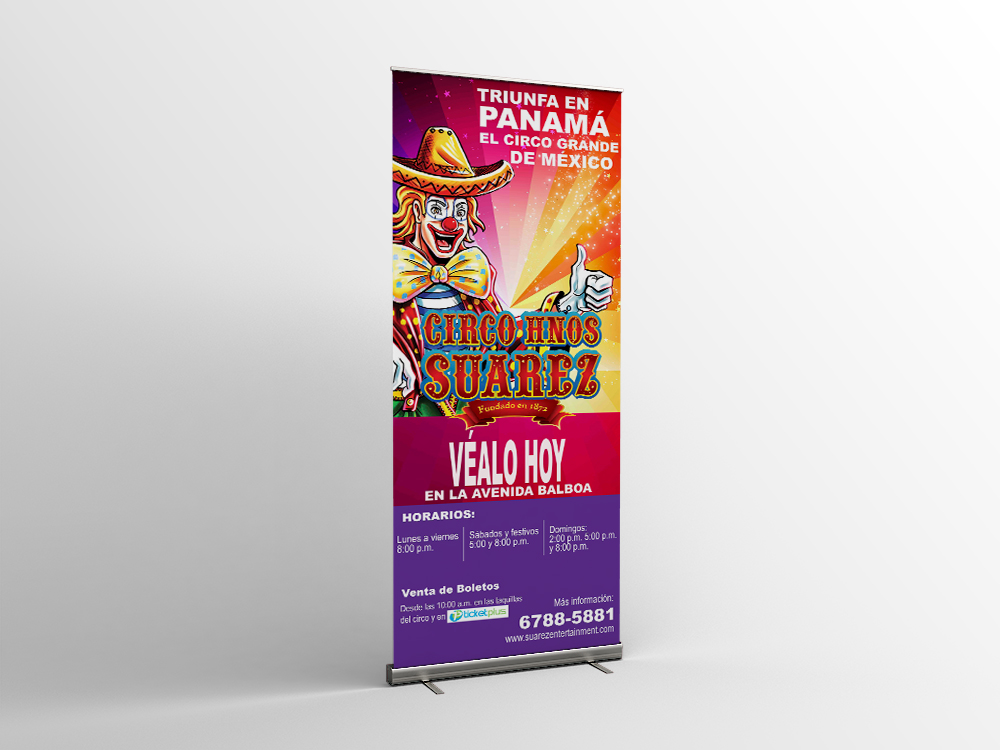 TRIUNFA EN
PANAMÁ
EL CIRCO GRANDE
DE MÉXICO
CIRCO HNOS
SUAREZ
Fundado en 1872
VÉALO HOY
EN LA AVENIDA BALBOA
HORARIOS:
Lunes a viernes
8:00 p.m.
Sábados y festivos
5:00 y 8:00 p.m.
Domingos:
2:00 p.m. 5:00 p.m.
y 8:00 p.m.
Venta de Boletos
Desde las 10:00 a.m. en las taquillas
del circo y en ticketplus
Más información:
6788-5881
www.suarezentertainment.com